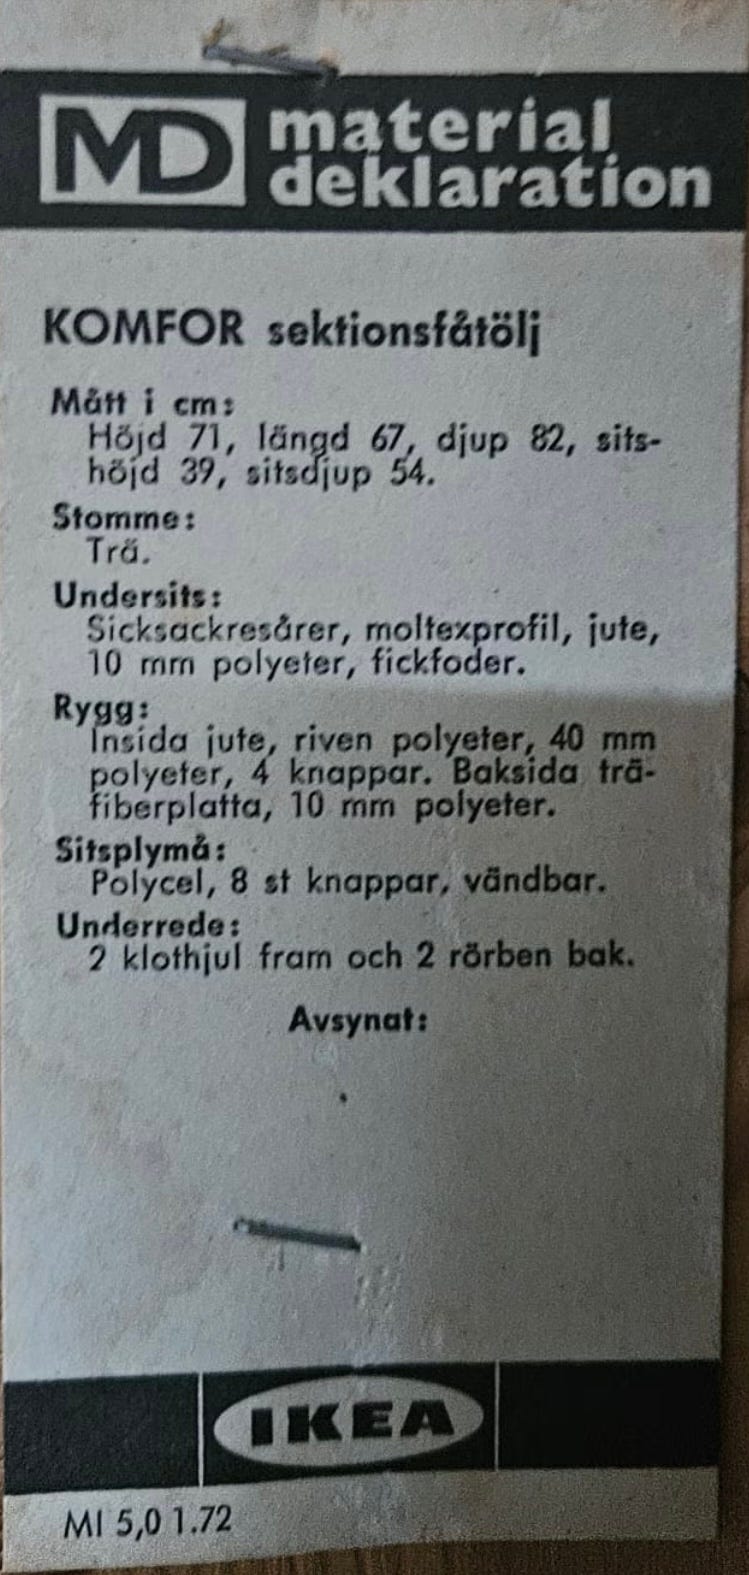 MD material
deklaration
KOMFOR sektionsfåtölj
Mått i cm:
Höjd 71, längd 67, djup 82, sits-
höjd 39, sitsdjup 54.
Stomme:
Trä.
Undersits:
Sicksackresårer, moltexprofil, jute,
10 mm polyeter, fickfoder.
Rygg:
Insida jute, riven polyeter, 40 mm
polyeter, 4 knappar. Baksida trä-
fiberplatta, 10 mm polyeter.
Sitsplymå:
Polycel, 8 st knappar, vändbar.
Underrede:
2 klothjul fram och 2 rörben bak.
Avsynat:
IKEA
MI 5,0 1.72